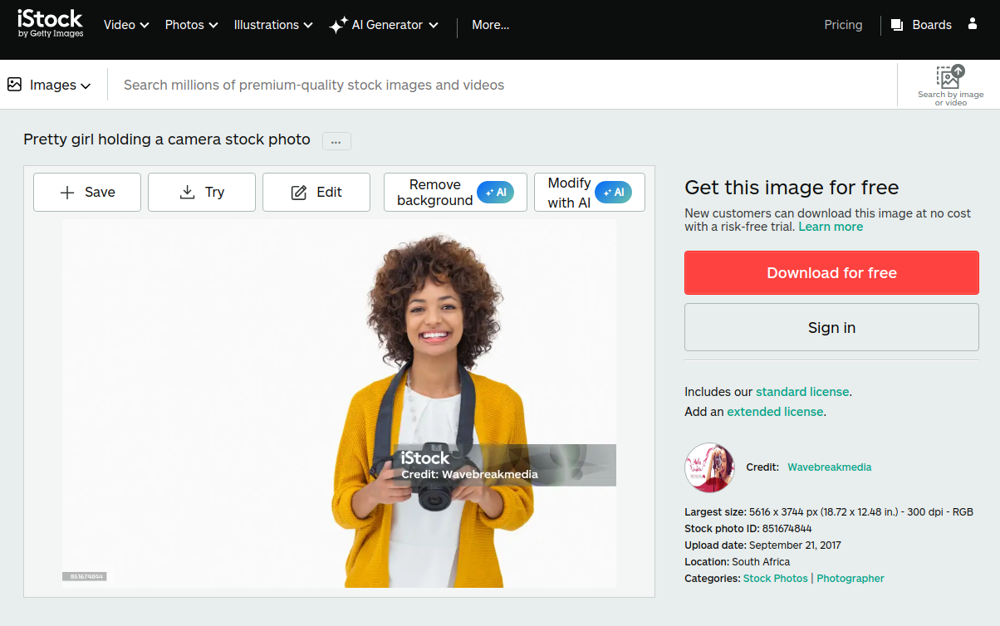 iStock
by Getty Images
Video
Photos
Illustrations
AI Generator
More...
Pricing
Boards
Images
Search millions of premium-quality stock images and videos
Search by image
or video
Pretty girl holding a camera stock photo
...
Save
Try
Edit
Remove
background
AI
Modify
with AI
AI
iStock
Credit: Wavebreakmedia
851674844
Get this image for free
New customers can download this image at no cost
with a risk-free trial. Learn more
Download for free
Sign in
Includes our standard license.
Add an extended license.
Credit: Wavebreakmedia
Largest size: 5616 x 3744 px (18.72 x 12.48 in.) - 300 dpi - RGB
Stock photo ID: 851674844
Upload date: September 21, 2017
Location: South Africa
Categories: Stock Photos | Photographer